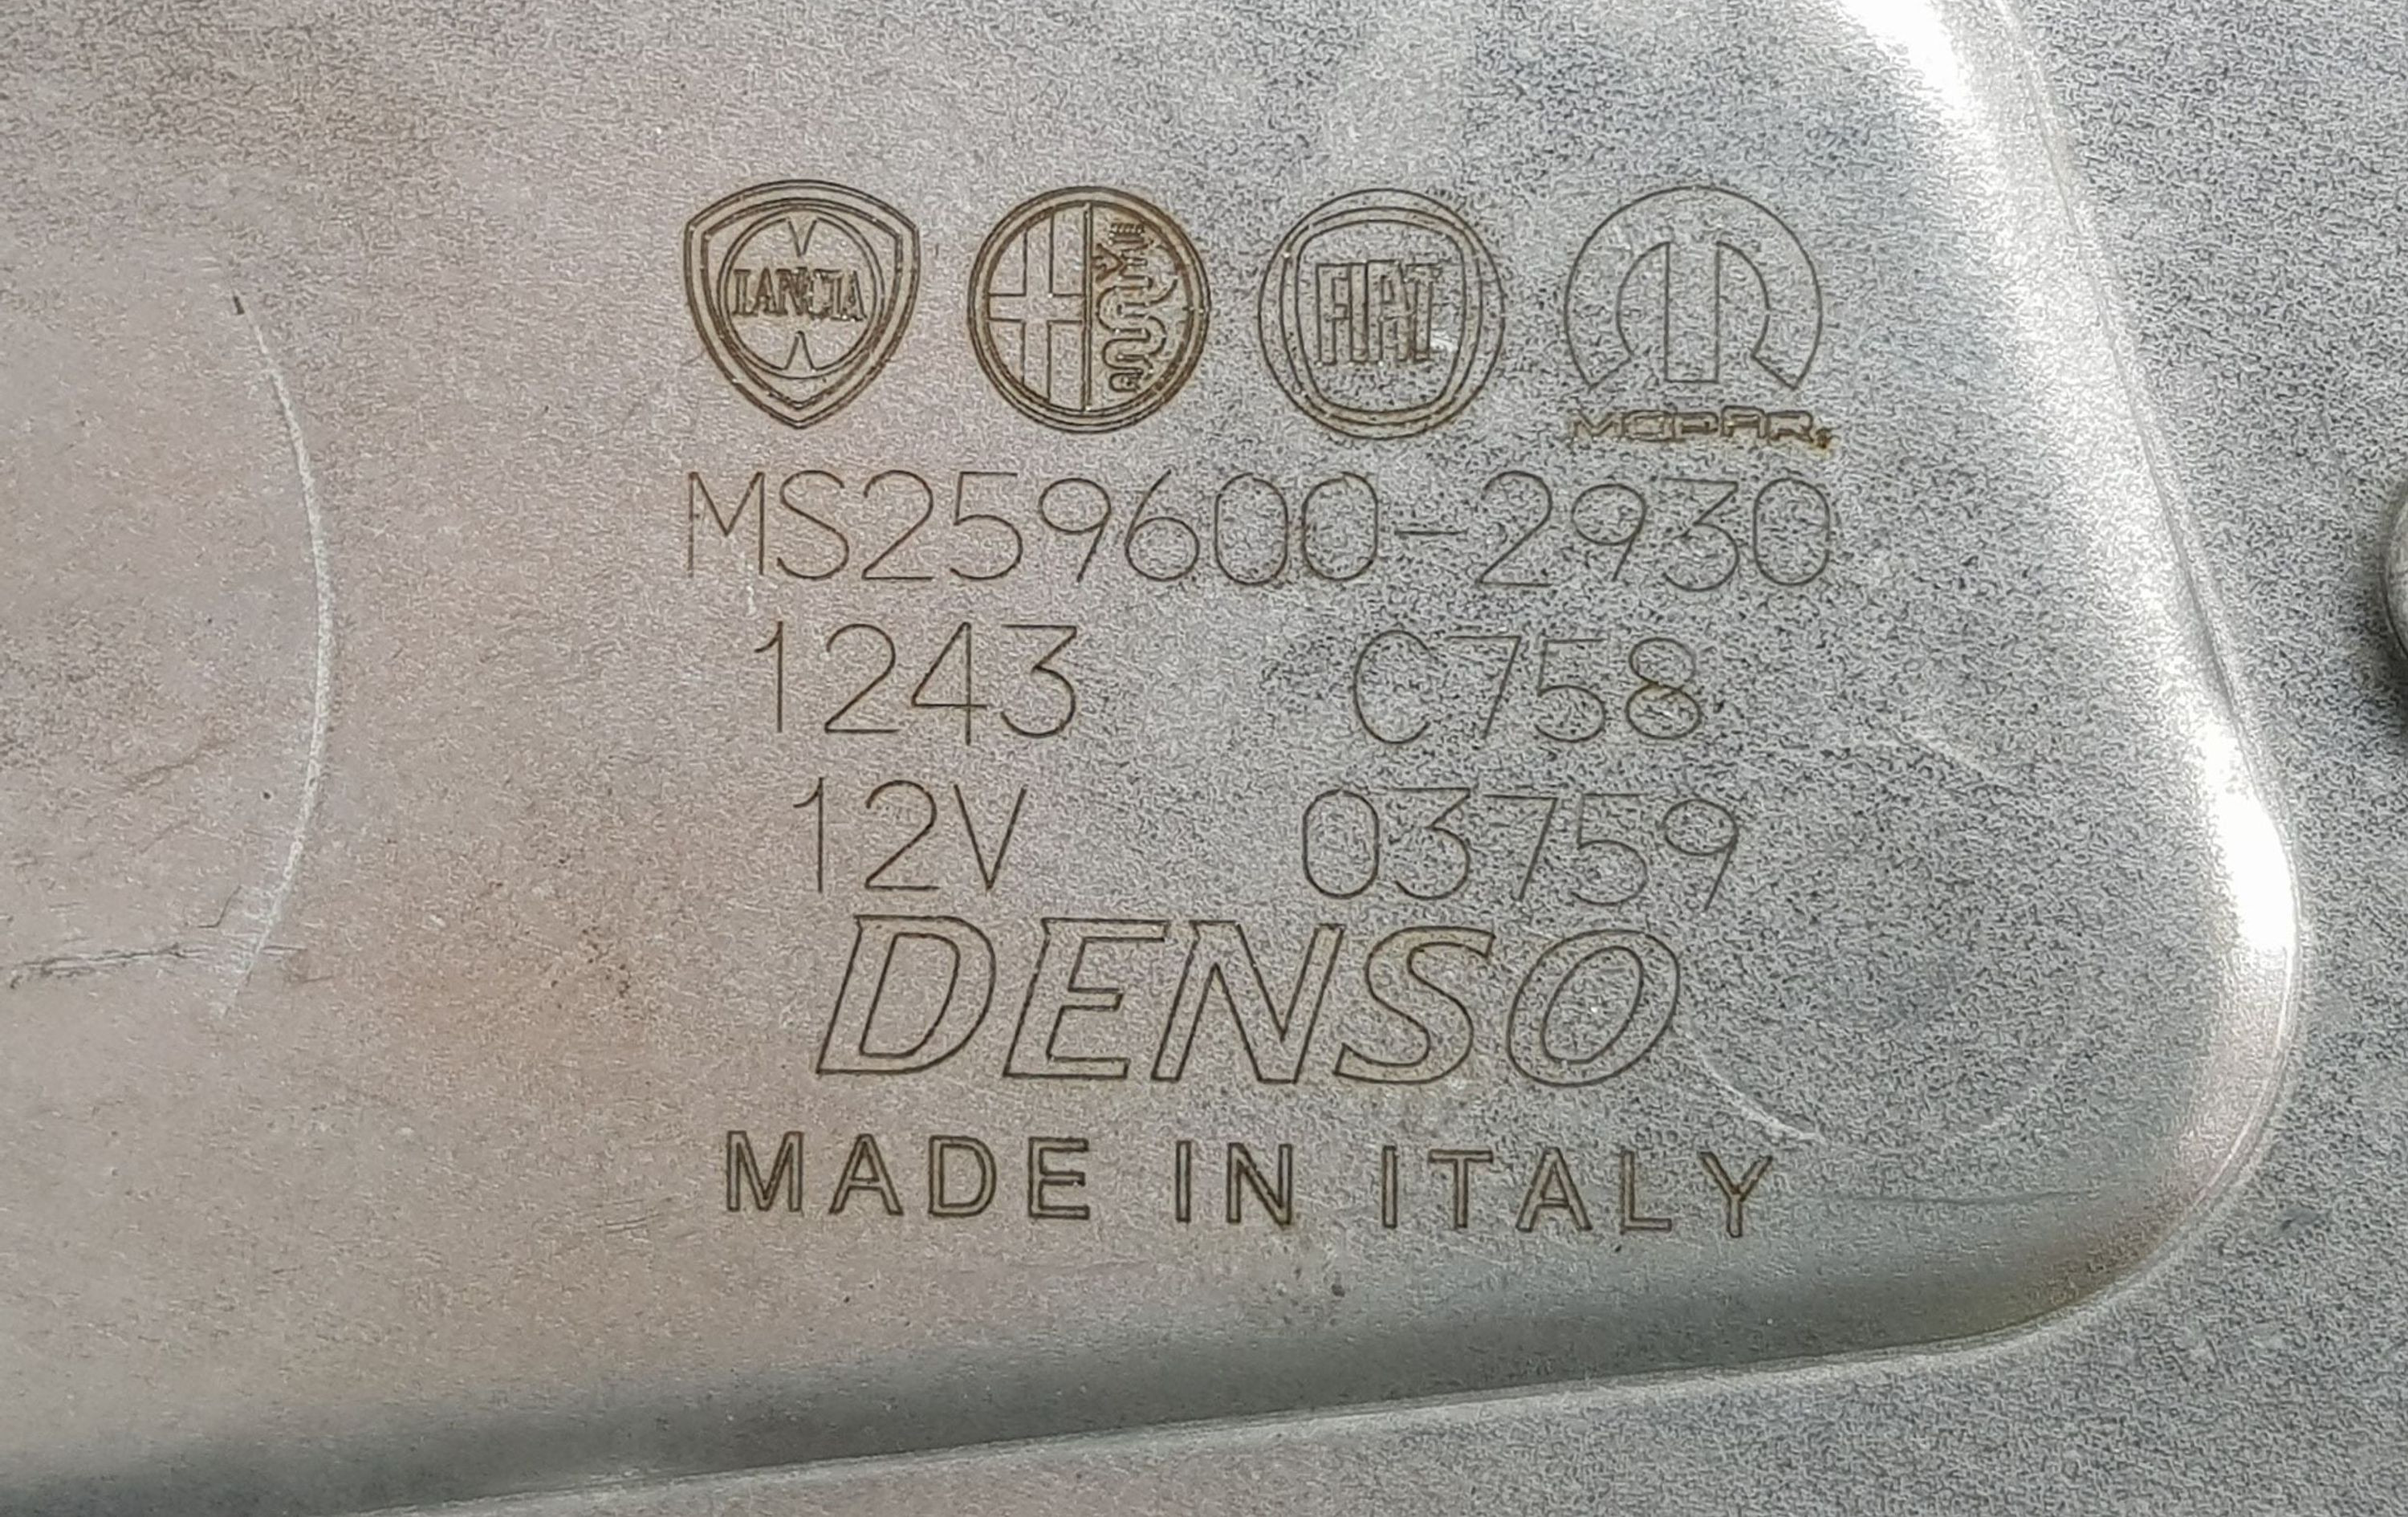 LANCIA FIAT MOPAR
MS259600-2930
1243 C758
12V 03759
DENSO
MADE IN ITALY